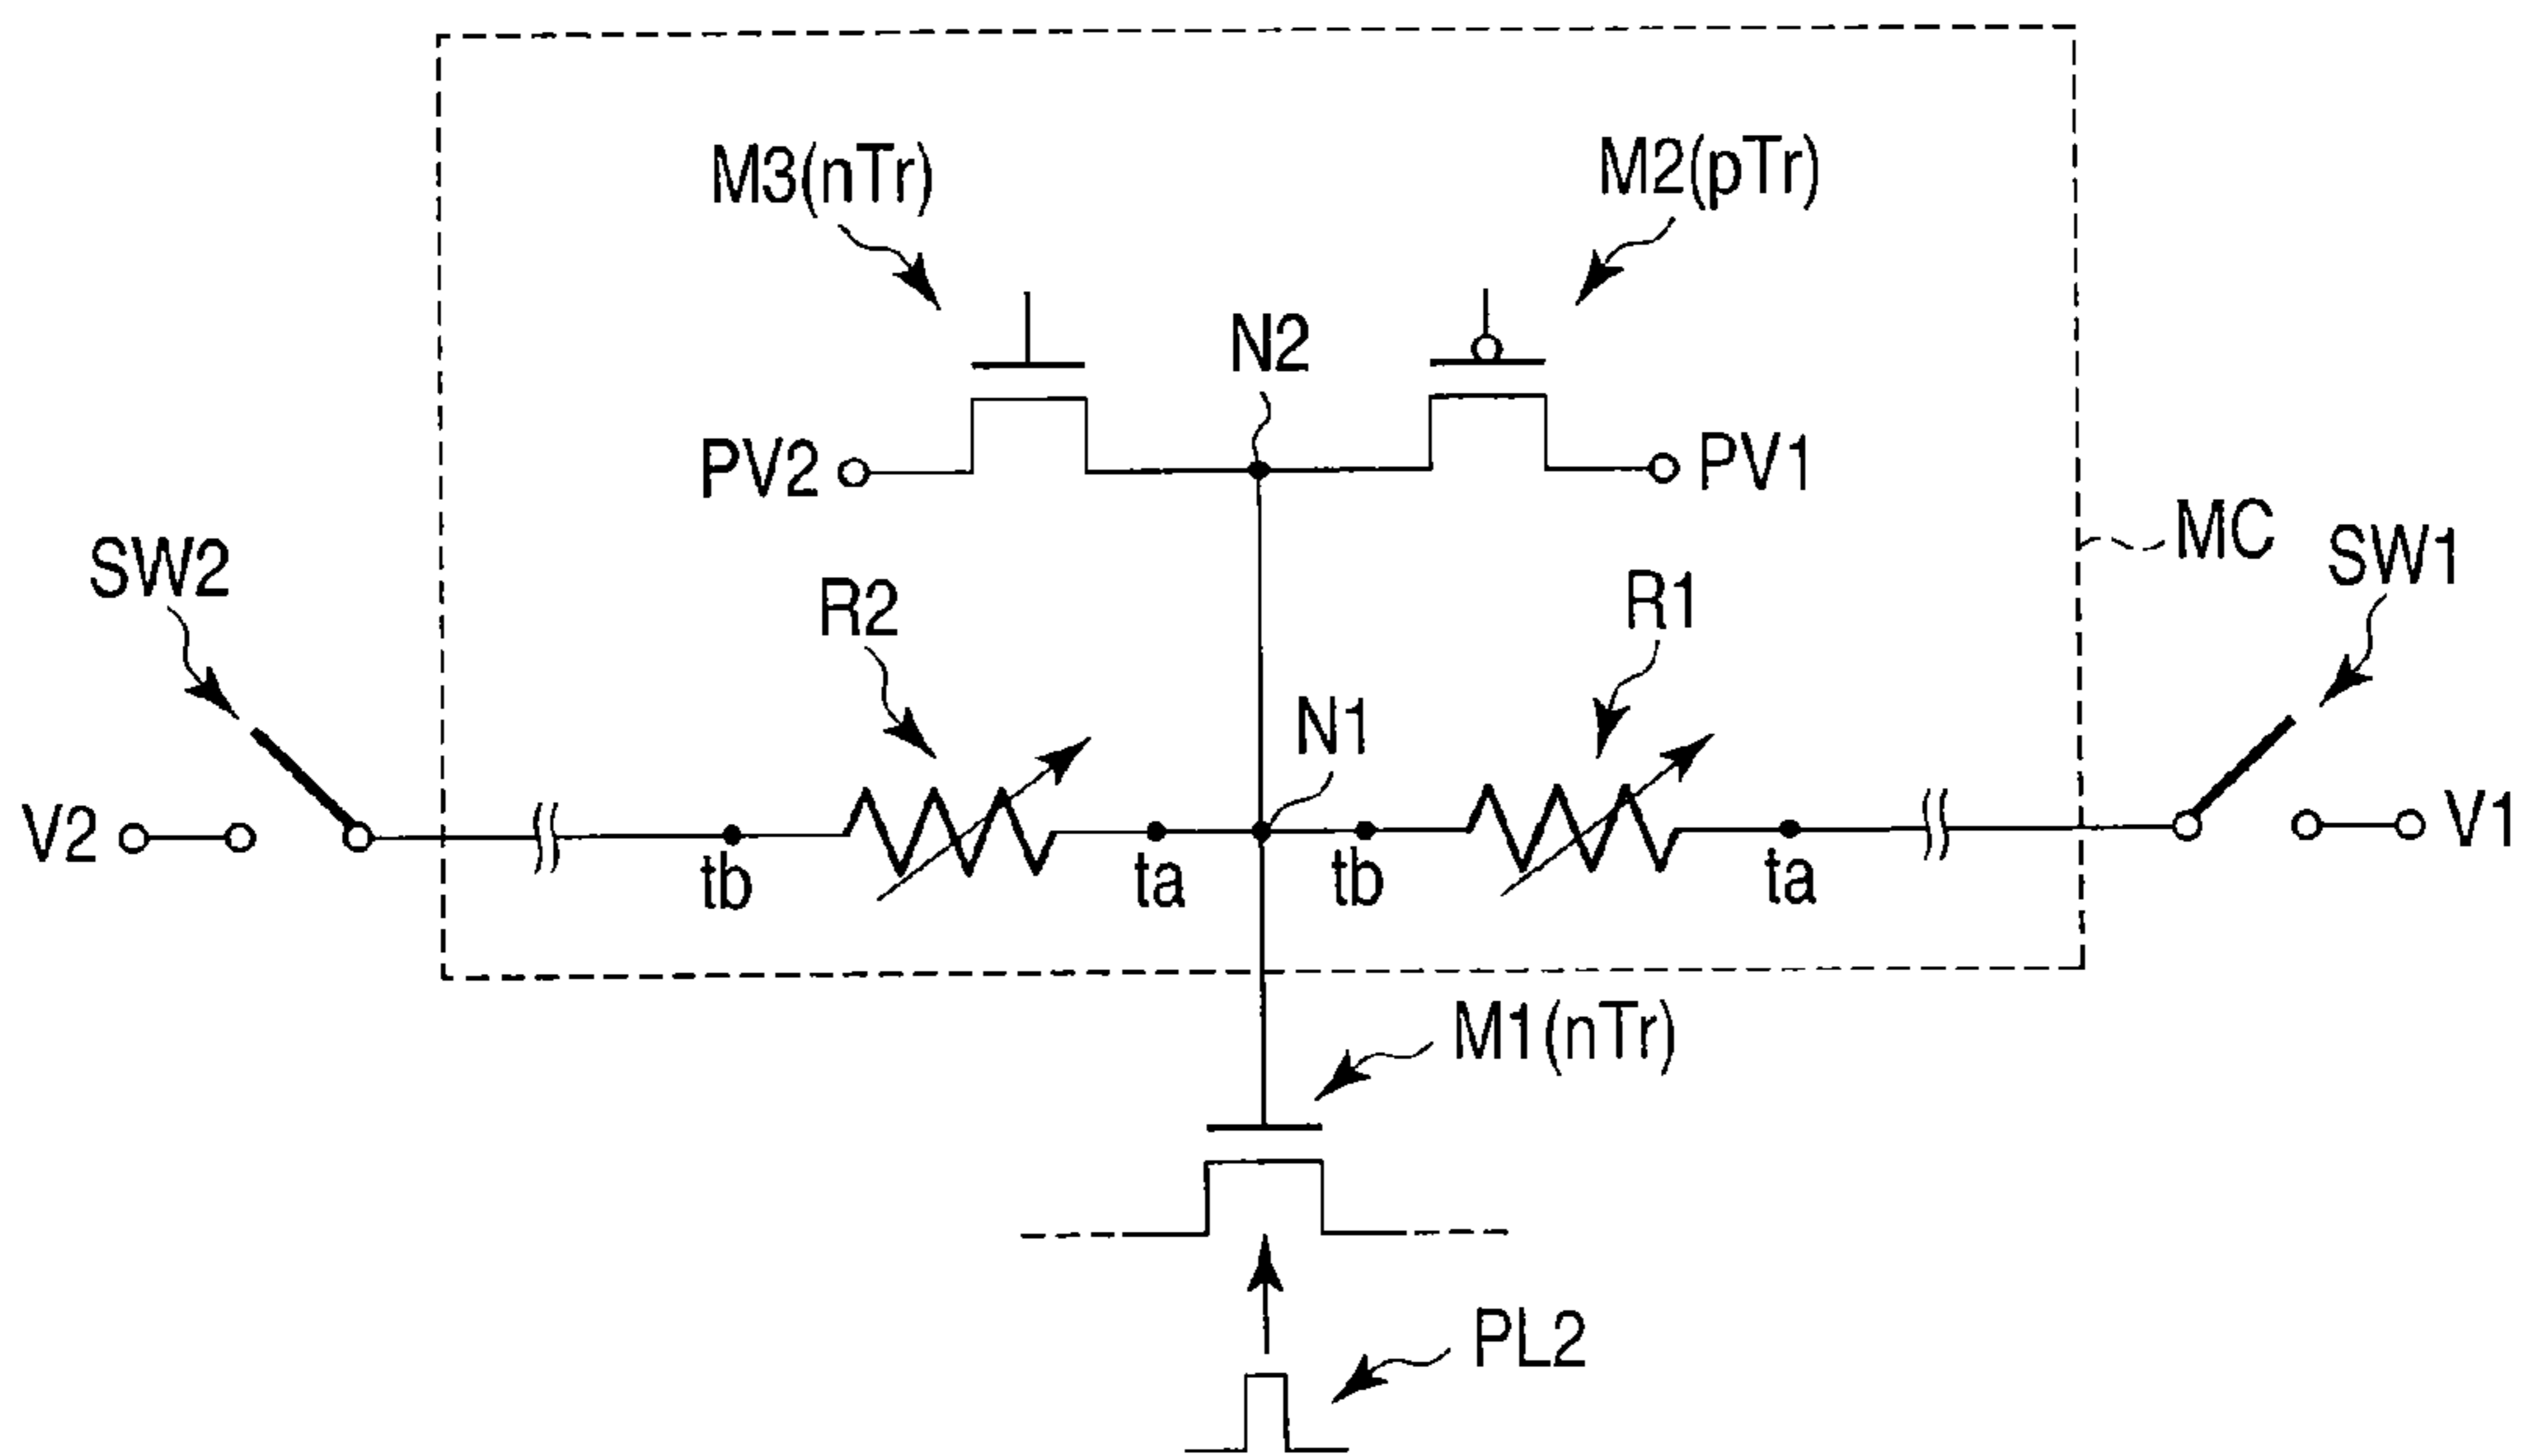 M3(nTr)
M2(pTr)
N2
PV2
PV1
MC
SW2
SW1
R2
R1
N1
V2
V1
tb
ta
tb
ta
M1(nTr)
PL2